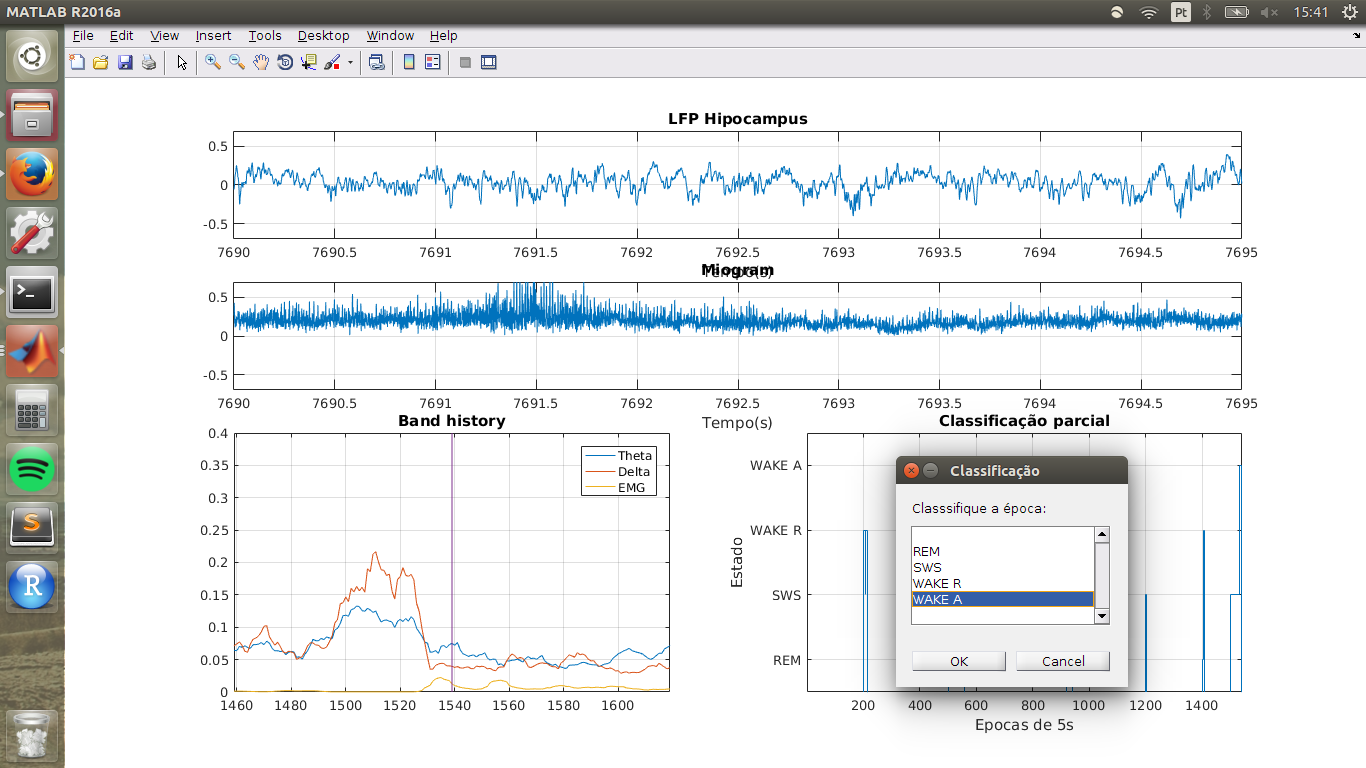 MATLAB R2016a
Pt
15:41
File Edit View Insert Tools Desktop Window Help
LFP Hipocampus
0.5
0
-0.5
7690 7690.5 7691 7691.5 7692 7692.5 7693 7693.5 7694 7694.5 7695
Tempo(s)
Miogram
0.5
0
-0.5
7690 7690.5 7691 7691.5 7692 7692.5 7693 7693.5 7694 7694.5 7695
Tempo(s)
Band history
0.4
0.35
0.3
0.25
0.2
0.15
0.1
0.05
0
1460 1480 1500 1520 1540 1560 1580 1600
Theta
Delta
EMG
Classificação parcial
Estado
WAKE A
WAKE R
SWS
REM
200 400 600 800 1000 1200 1400
Epocas de 5s
Classificação
Classsifique a época:
REM
SWS
WAKE R
WAKE A
OK Cancel
S
R